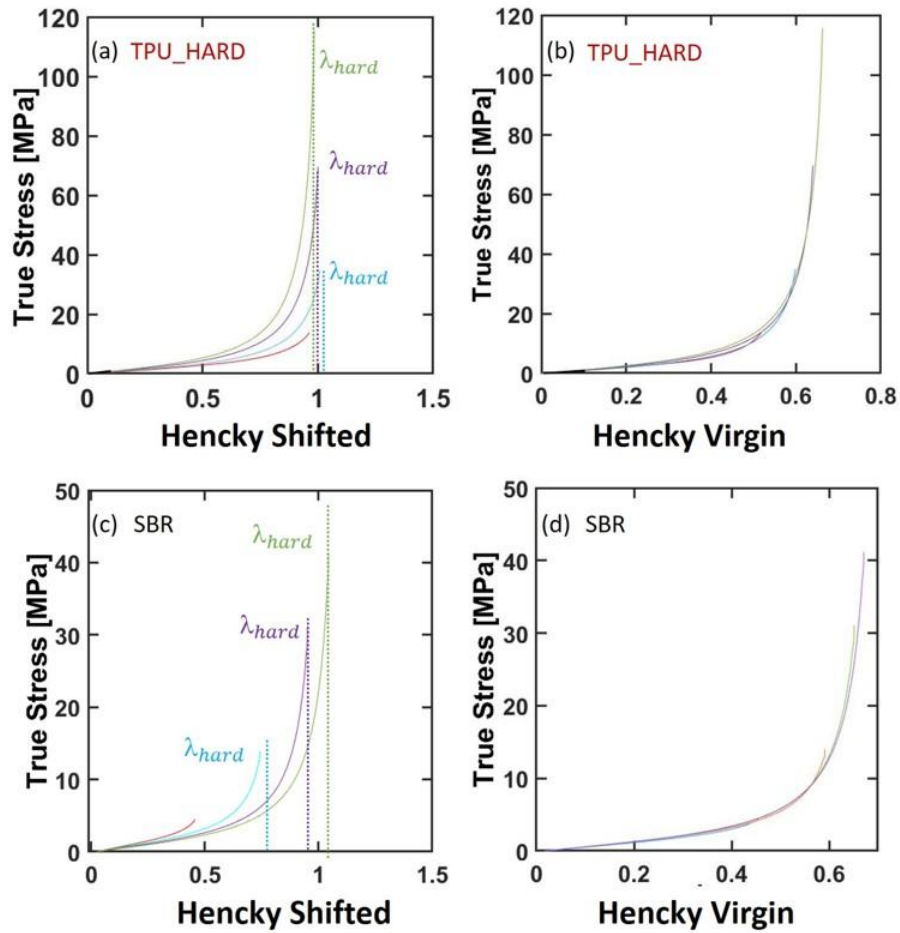 (a) TPU_HARD
120
100
80
60
40
20
0
True Stress [MPa]
λhard
λhard
λhard
0 0.5 1 1.5
Hencky Shifted
(b) TPU_HARD
120
100
80
60
40
20
0
True Stress [MPa]
0 0.2 0.4 0.6 0.8
Hencky Virgin
(c) SBR
50
40
30
20
10
0
True Stress [MPa]
λhard
λhard
λhard
0 0.5 1 1.5
Hencky Shifted
(d) SBR
50
40
30
20
10
0
True Stress [MPa]
0 0.2 0.4 0.6
Hencky Virgin